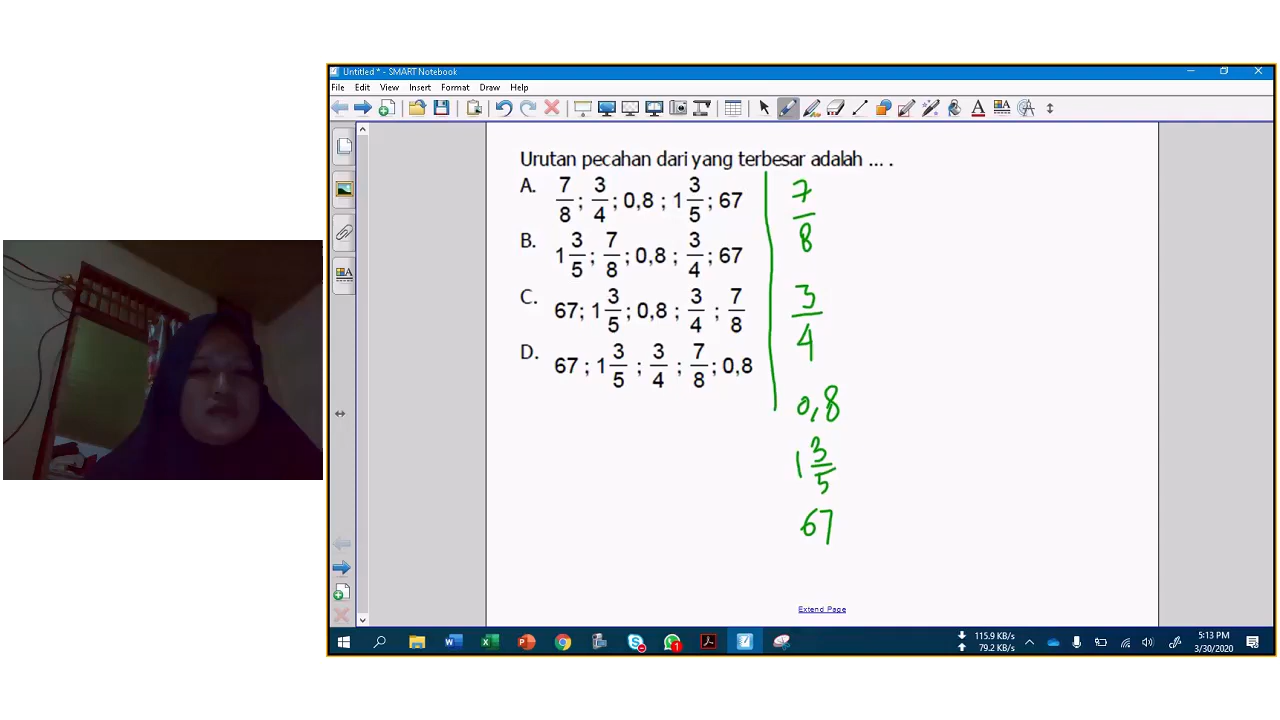 Untitled * - SMART Notebook
File Edit View Insert Format Draw Help
Urutan pecahan dari yang terbesar adalah ... .
A. 7/8 ; 3/4 ; 0,8 ; 1 3/5 ; 67
B. 1 3/5 ; 7/8 ; 0,8 ; 3/4 ; 67
C. 67; 1 3/5 ; 0,8 ; 3/4 ; 7/8
D. 67 ; 1 3/5 ; 3/4 ; 7/8 ; 0,8
7/8
3/4
0,8
1 3/5
67
Extend Page
115.9 KB/s
79.2 KB/s
5:13 PM
3/30/2020